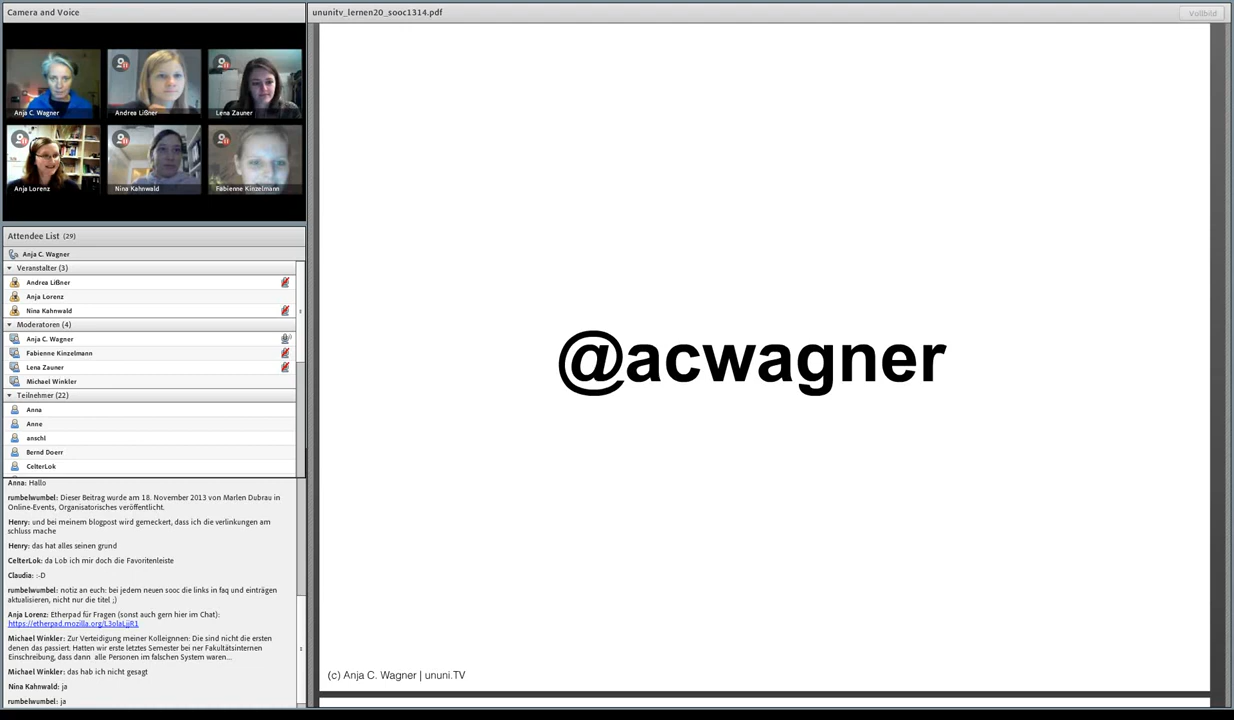 Camera and Voice
Anja C. Wagner
Andrea Lißner
Lena Zauner
Anja Lorenz
Nina Kahnwald
Fabienne Kinzelmann
Attendee List (29)
Anja C. Wagner
Veranstalter (3)
Andrea Lißner
Anja Lorenz
Nina Kahnwald
Moderatoren (4)
Anja C. Wagner
Fabienne Kinzelmann
Lena Zauner
Michael Winkler
Teilnehmer (22)
Anna
Anne
anschl
Bernd Doerr
CelterLok
Anna: Hallo
rumbelwumbel: Dieser Beitrag wurde am 18. November 2013 von Marlen Dubrau in
Online-Events, Organisatorisches veröffentlicht.
Henry: und bei meinem blogpost wird gemeckert, dass ich die verlinkungen am
schluss mache
Henry: das hat alles seinen grund
CelterLok: da Lob ich mir doch die Favoritenleiste
Claudia: :-D
rumbelwumbel: notiz an euch: bei jedem neuen sooc die links in faq und einträgen
aktualisieren, nicht nur die titel ;)
Anja Lorenz: Etherpad für Fragen (sonst auch gern hier im Chat):
https://etherpad.mozilla.org/L3olaLjjR1
Michael Winkler: Zur Verteidigung meiner Kolleignnen: Die sind nicht die ersten
denen das passiert. Hatten wir erste letztes Semester bei ner Fakultätsinternen
Einschreibung, dass dann alle Personen im falschen System waren...
Michael Winkler: das hab ich nicht gesagt
Nina Kahnwald: ja
rumbelwumbel: ja
ununitv_lernen20_sooc1314.pdf
Vollbild
@acwagner
(c) Anja C. Wagner | ununi.TV